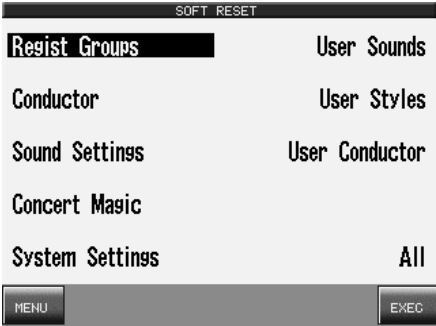 SOFT RESET
Regist Groups User Sounds
Conductor User Styles
Sound Settings User Conductor
Concert Magic
System Settings All
MENU EXEC